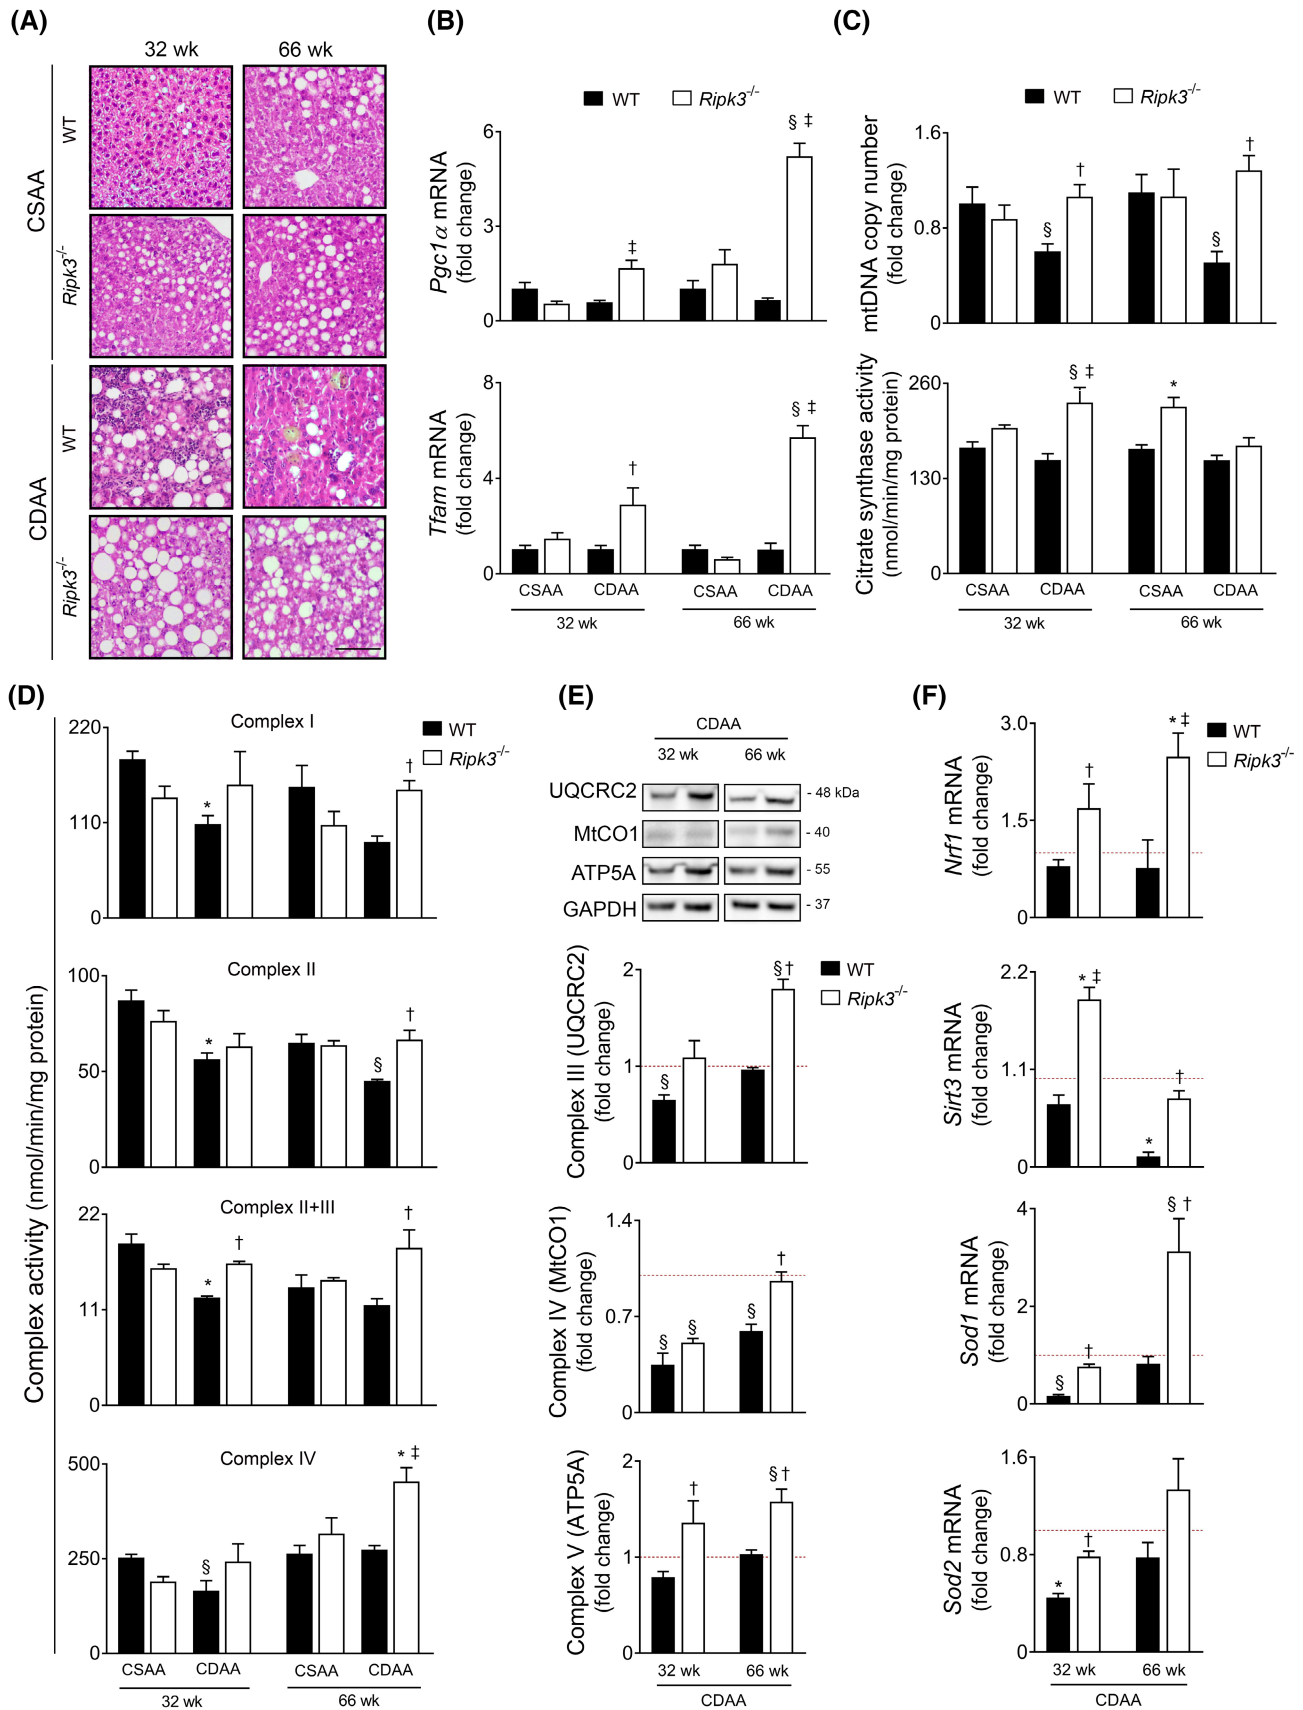 (A)
32 wk
66 wk
CSAA
WT
Ripk3-/-
CDAA
WT
Ripk3-/-
(B)
WT
Ripk3-/-
Pgc1α mRNA
(fold change)
6
3
0
‡
§ ‡
Tfam mRNA
(fold change)
8
4
0
†
§ ‡
CSAA
CDAA
CSAA
CDAA
32 wk
66 wk
(C)
WT
Ripk3-/-
mtDNA copy number
(fold change)
1.6
0.8
0
§
†
§
†
Citrate synthase activity
(nmol/min/mg protein)
260
130
0
§ ‡
*
CSAA
CDAA
CSAA
CDAA
32 wk
66 wk
(D)
Complex activity (nmol/min/mg protein)
Complex I
WT
Ripk3-/-
220
110
0
*
†
Complex II
100
50
0
*
§
†
Complex II+III
22
11
0
*
†
†
Complex IV
500
250
0
§
* ‡
CSAA
CDAA
CSAA
CDAA
32 wk
66 wk
(E)
CDAA
32 wk
66 wk
UQCRC2
- 48 kDa
MtCO1
- 40
ATP5A
- 55
GAPDH
- 37
WT
Ripk3-/-
Complex III (UQCRC2)
(fold change)
2
1
0
§
§ †
Complex IV (MtCO1)
(fold change)
1.4
0.7
0
§
§
§
†
Complex V (ATP5A)
(fold change)
2
1
0
†
§ †
32 wk
66 wk
CDAA
(F)
WT
Ripk3-/-
Nrf1 mRNA
(fold change)
3.0
1.5
0
†
* ‡
Sirt3 mRNA
(fold change)
2.2
1.1
0
* ‡
*
†
Sod1 mRNA
(fold change)
4
2
0
§
†
§ †
Sod2 mRNA
(fold change)
1.6
0.8
0
*
†
32 wk
66 wk
CDAA